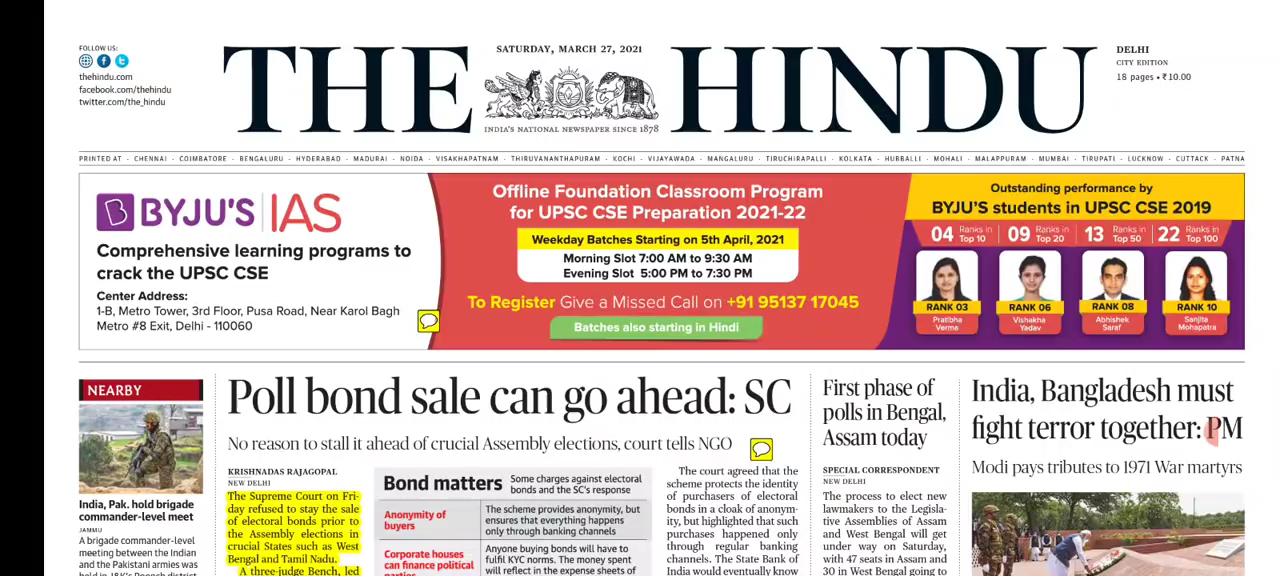 FOLLOW US:
thehindu.com
facebook.com/thehindu
twitter.com/the_hindu
SATURDAY, MARCH 27, 2021
THE HINDU
INDIA'S NATIONAL NEWSPAPER SINCE 1878
DELHI
CITY EDITION
18 pages • ₹10.00
PRINTED AT · CHENNAI · COIMBATORE · BENGALURU · HYDERABAD · MADURAI · NOIDA · VISAKHAPATNAM · THIRUVANANTHAPURAM · KOCHI · VIJAYAWADA · MANGALURU · TIRUCHIRAPALLI · KOLKATA · HUBBALLI · MOHALI · MALAPPURAM · MUMBAI · TIRUPATI · LUCKNOW · CUTTACK · PATNA
BYJU'S IAS
Comprehensive learning programs to
crack the UPSC CSE
Center Address:
1-B, Metro Tower, 3rd Floor, Pusa Road, Near Karol Bagh
Metro #8 Exit, Delhi - 110060
Offline Foundation Classroom Program
for UPSC CSE Preparation 2021-22
Weekday Batches Starting on 5th April, 2021
Morning Slot 7:00 AM to 9:30 AM
Evening Slot 5:00 PM to 7:30 PM
To Register Give a Missed Call on +91 95137 17045
Batches also starting in Hindi
Outstanding performance by
BYJU'S students in UPSC CSE 2019
04 Ranks in Top 10
09 Ranks in Top 20
13 Ranks in Top 50
22 Ranks in Top 100
RANK 03
Pratibha
Verma
RANK 06
Vishakha
Yadav
RANK 08
Abhishek
Saraf
RANK 10
Sanjita
Mohapatra
NEARBY
India, Pak. hold brigade
commander-level meet
JAMMU
A brigade commander-level
meeting between the Indian
and the Pakistani armies was
held in J&K's Poonch district
Poll bond sale can go ahead: SC
No reason to stall it ahead of crucial Assembly elections, court tells NGO
KRISHNADAS RAJAGOPAL
NEW DELHI
The Supreme Court on Fri-
day refused to stay the sale
of electoral bonds prior to
the Assembly elections in
crucial States such as West
Bengal and Tamil Nadu.
A three-judge Bench, led
Bond matters
Some charges against electoral
bonds and the SC's response
Anonymity of
buyers
The scheme provides anonymity, but
ensures that everything happens
only through banking channels
Corporate houses
can finance political
parties
Anyone buying bonds will have to
fulfil KYC norms. The money spent
will reflect in the expense sheets of
The court agreed that the
scheme protects the identity
of purchasers of electoral
bonds in a cloak of anonym-
ity, but highlighted that such
purchases happened only
through regular banking
channels. The State Bank of
India would eventually know
First phase of
polls in Bengal,
Assam today
SPECIAL CORRESPONDENT
NEW DELHI
The process to elect new
lawmakers to the Legisla-
tive Assemblies of Assam
and West Bengal will get
under way on Saturday,
with 47 seats in Assam and
30 in West Bengal going to
India, Bangladesh must
fight terror together: PM
Modi pays tributes to 1971 War martyrs